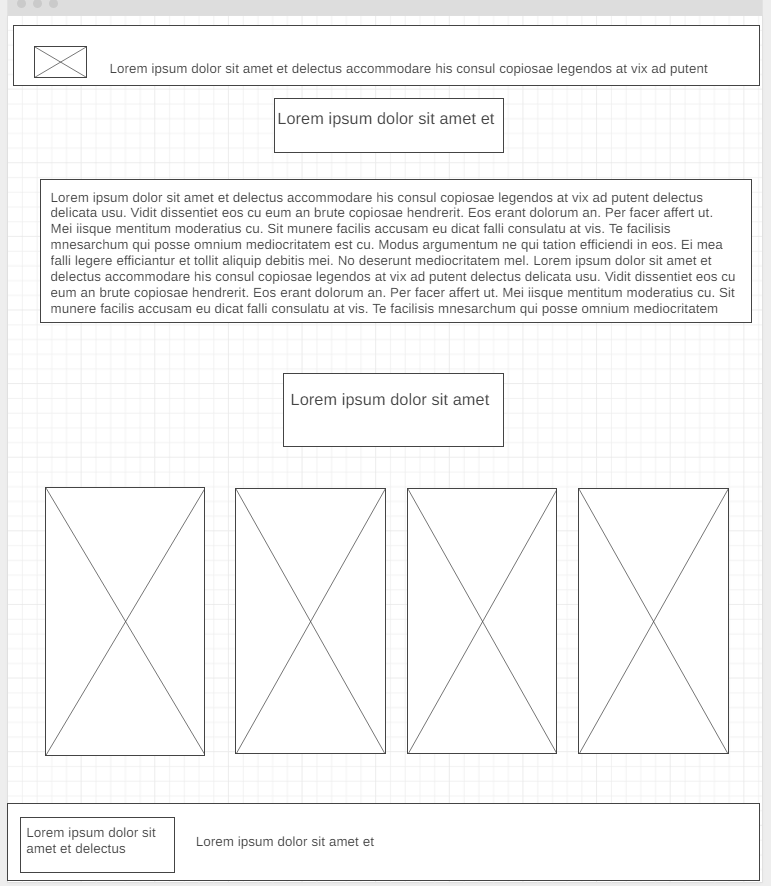 Lorem ipsum dolor sit amet et delectus accommodare his consul copiosae legendos at vix ad putent
Lorem ipsum dolor sit amet et
Lorem ipsum dolor sit amet et delectus accommodare his consul copiosae legendos at vix ad putent delectus
delicata usu. Vidit dissentiet eos cu eum an brute copiosae hendrerit. Eos erant dolorum an. Per facer affert ut.
Mei iisque mentitum moderatius cu. Sit munere facilis accusam eu dicat falli consulatu at vis. Te facilisis
mnesarchum qui posse omnium mediocritatem est cu. Modus argumentum ne qui tation efficiendi in eos. Ei mea
falli legere efficiantur et tollit aliquip debitis mei. No deserunt mediocritatem mel. Lorem ipsum dolor sit amet et
delectus accommodare his consul copiosae legendos at vix ad putent delectus delicata usu. Vidit dissentiet eos cu
eum an brute copiosae hendrerit. Eos erant dolorum an. Per facer affert ut. Mei iisque mentitum moderatius cu. Sit
munere facilis accusam eu dicat falli consulatu at vis. Te facilisis mnesarchum qui posse omnium mediocritatem
Lorem ipsum dolor sit amet
Lorem ipsum dolor sit
amet et delectus
Lorem ipsum dolor sit amet et